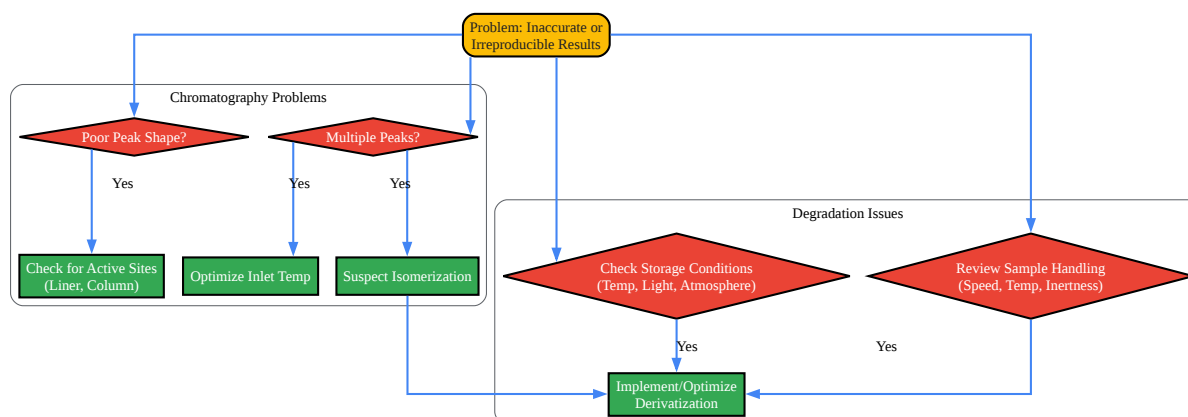 Problem: Inaccurate or
Irreproducible Results
Chromatography Problems
Poor Peak Shape?
Multiple Peaks?
Yes
Yes
Yes
Check for Active Sites
(Liner, Column)
Optimize Inlet Temp
Suspect Isomerization
Degradation Issues
Check Storage Conditions
(Temp, Light, Atmosphere)
Review Sample Handling
(Speed, Temp, Inertness)
Yes
Yes
Implement/Optimize
Derivatization